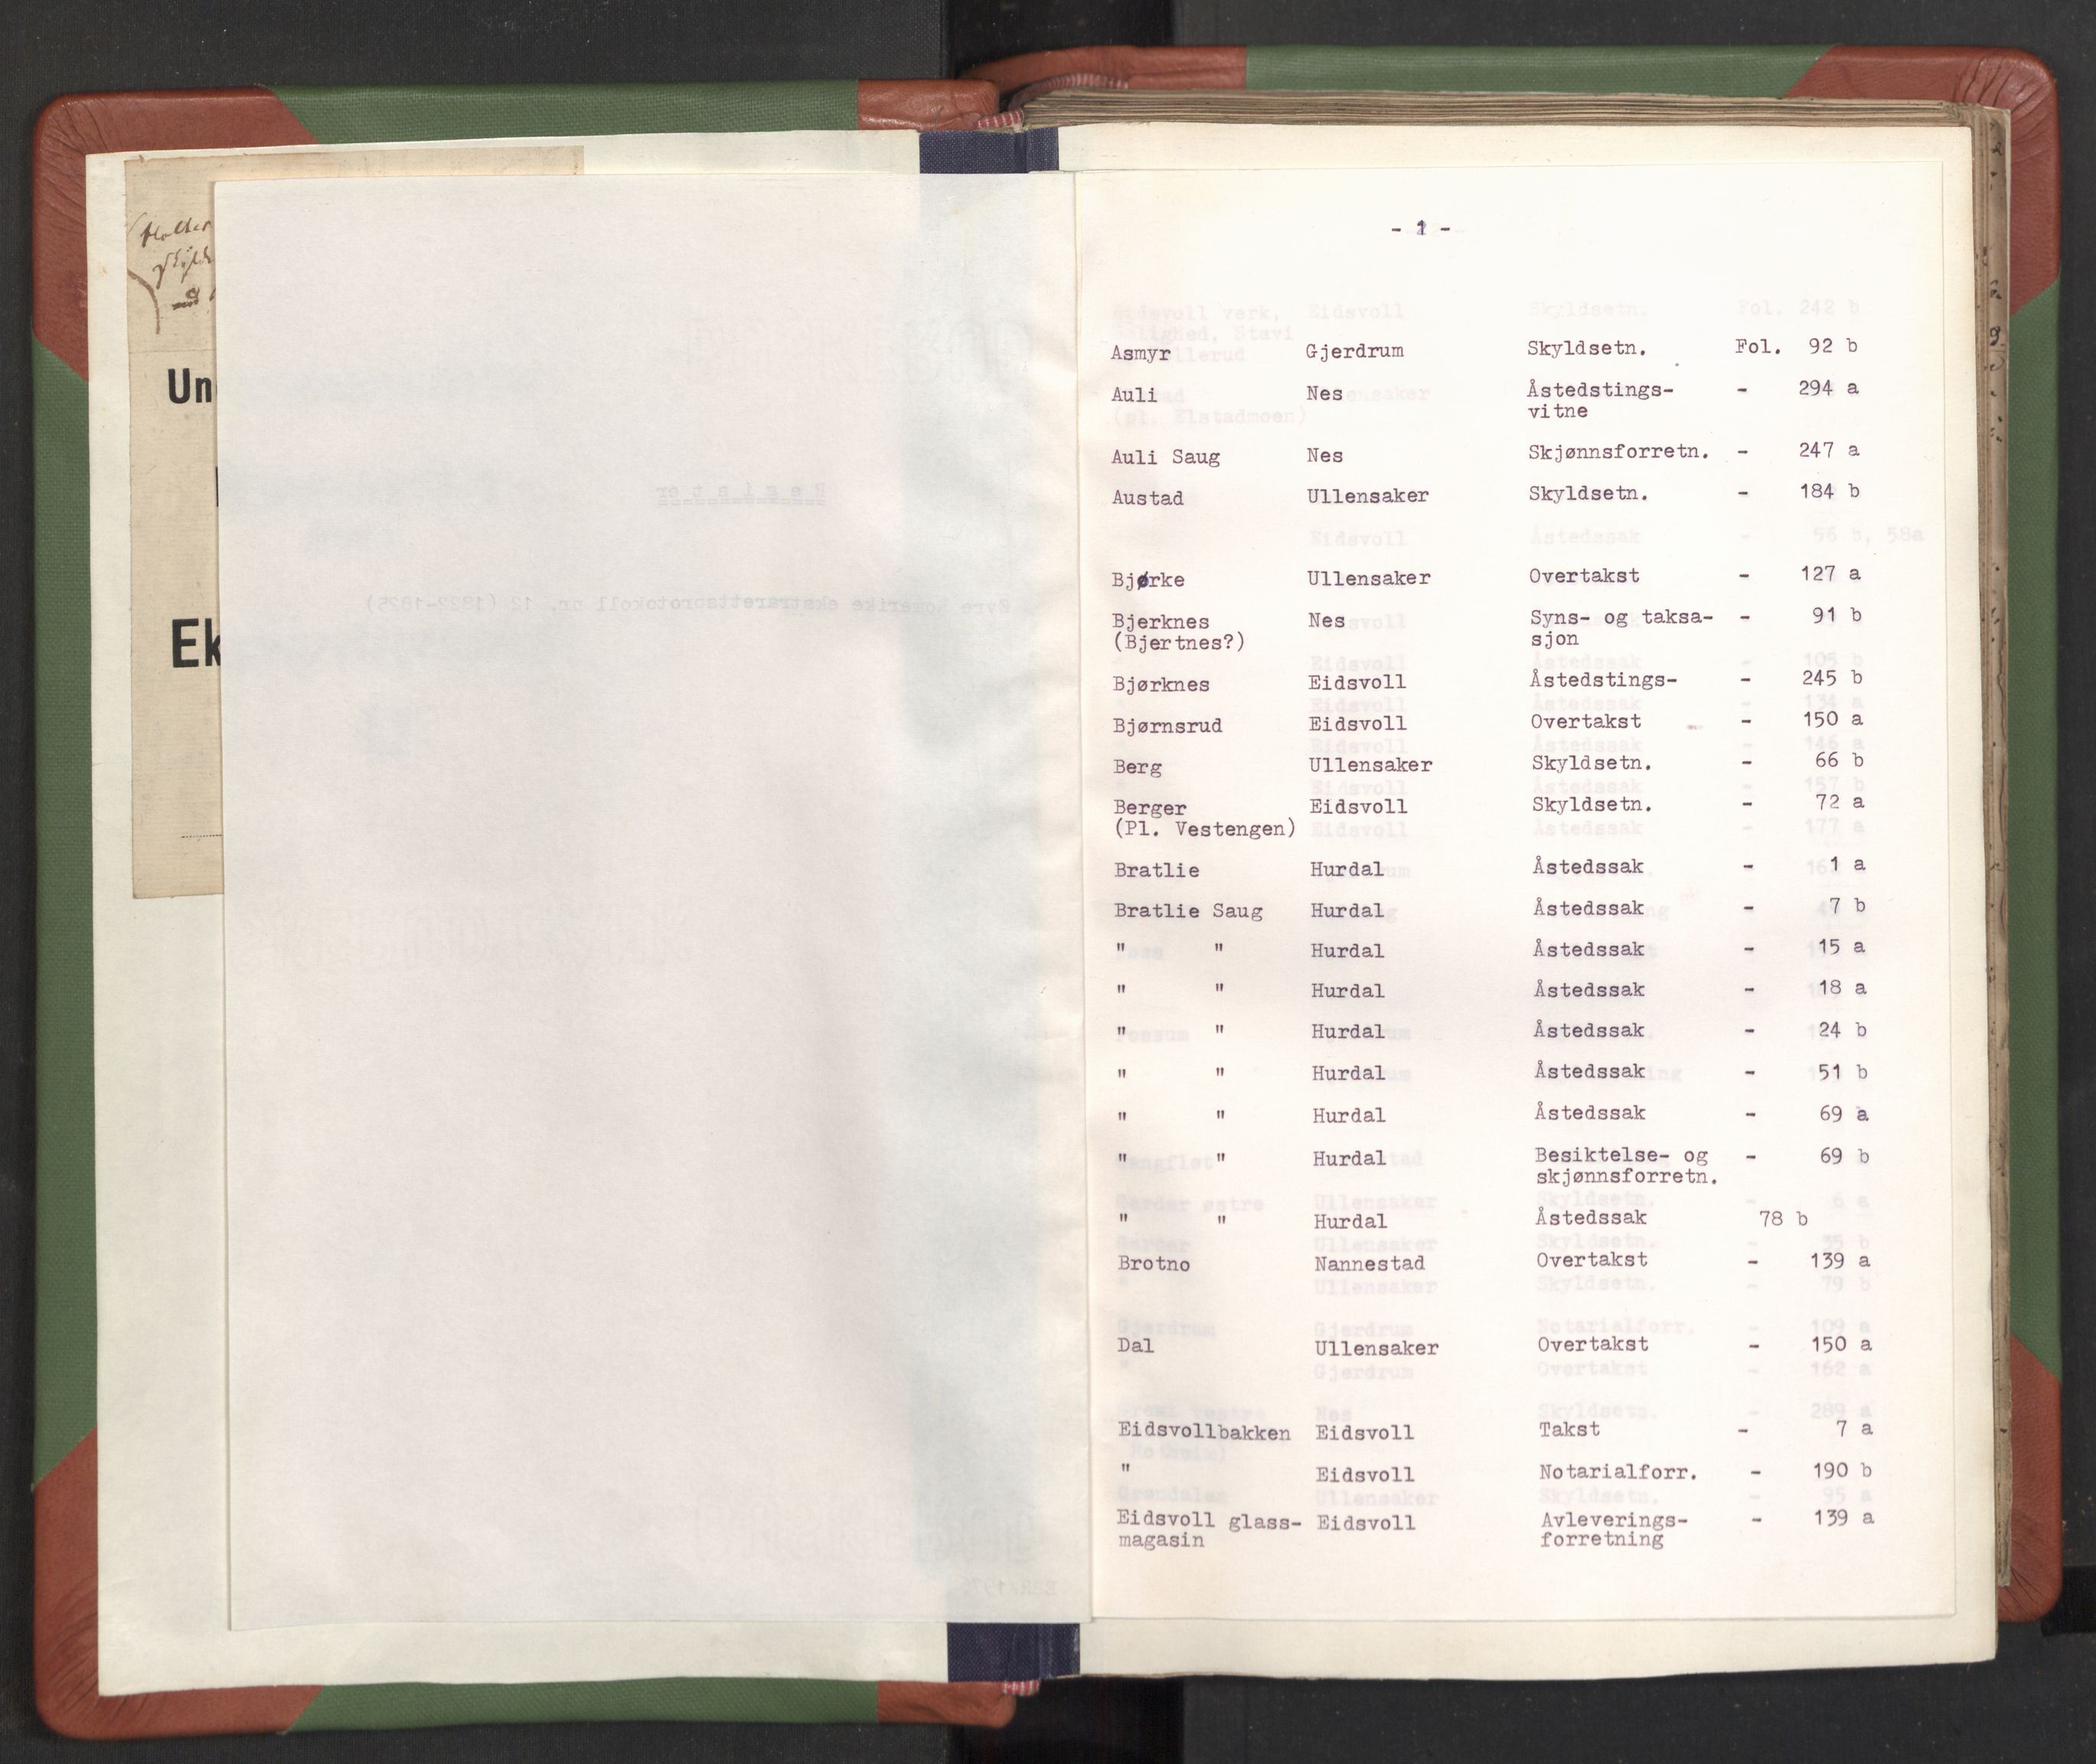 Un
Ek
- 1 -
Asmyr Gjerdrum Skyldsetn. Fol. 92 b
Auli Nes Åstedstings- - 294 a
vitne
Auli Saug Nes Skjønnsforretn. - 247 a
Austad Ullensaker Skyldsetn. - 184 b
Bjørke Ullensaker Overtakst - 127 a
Bjerknes Nes Syns- og taksa- - 91 b
(Bjertnes?) sjon
Bjørknes Eidsvoll Åstedstings- - 245 b
Bjørnsrud Eidsvoll Overtakst - 150 a
Berg Ullensaker Skyldsetn. - 66 b
Berger Eidsvoll Skyldsetn. - 72 a
(Pl. Vestengen)
Bratlie Hurdal Åstedssak - 1 a
Bratlie Saug Hurdal Åstedssak - 7 b
" " Hurdal Åstedssak - 15 a
" " Hurdal Åstedssak - 18 a
" " Hurdal Åstedssak - 24 b
" " Hurdal Åstedssak - 51 b
" " Hurdal Åstedssak - 69 a
" " Hurdal Besiktelse- og - 69 b
skjønnsforretn.
" " Hurdal Åstedssak 78 b
Brotno Nannestad Overtakst - 139 a
Dal Ullensaker Overtakst - 150 a
Eidsvollbakken Eidsvoll Takst - 7 a
" Eidsvoll Notarialforr. - 190 b
Eidsvoll glass- Eidsvoll Avleverings- - 139 a
magasin forretning